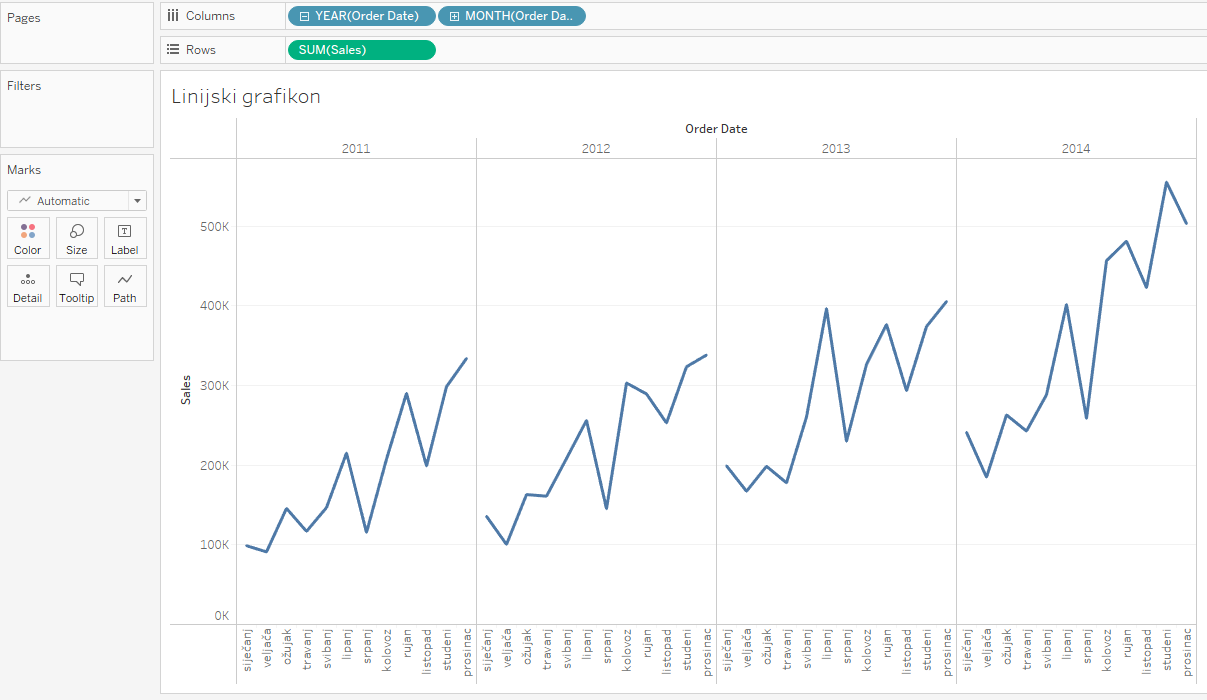 Pages
Columns
YEAR(Order Date)
MONTH(Order Da..
Rows
SUM(Sales)
Filters
Marks
Automatic
Color
Size
Label
Detail
Tooltip
Path
Linijski grafikon
Order Date
2011
2012
2013
2014
Sales
500K
400K
300K
200K
100K
0K
siječanj
veljača
ožujak
travanj
svibanj
lipanj
srpanj
kolovoz
rujan
listopad
studeni
prosinac
siječanj
veljača
ožujak
travanj
svibanj
lipanj
srpanj
kolovoz
rujan
listopad
studeni
prosinac
siječanj
veljača
ožujak
travanj
svibanj
lipanj
srpanj
kolovoz
rujan
listopad
studeni
prosinac
siječanj
veljača
ožujak
travanj
svibanj
lipanj
srpanj
kolovoz
rujan
listopad
studeni
prosinac